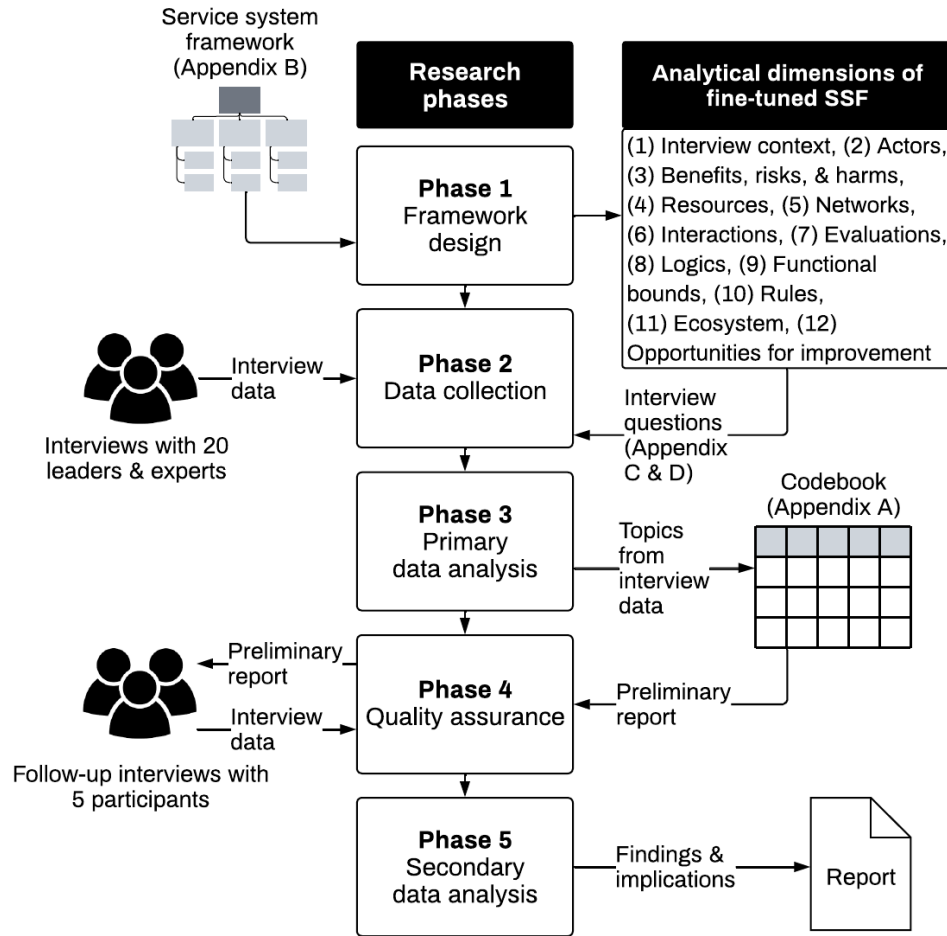 Service system
framework
(Appendix B)
Research
phases
Analytical dimensions of
fine-tuned SSF
(1) Interview context, (2) Actors,
(3) Benefits, risks, & harms,
(4) Resources, (5) Networks,
(6) Interactions, (7) Evaluations,
(8) Logics, (9) Functional
bounds, (10) Rules,
(11) Ecosystem, (12)
Opportunities for improvement
Phase 1
Framework
design
Interview
data
Interviews with 20
leaders & experts
Phase 2
Data collection
Interview
questions
(Appendix
C & D)
Phase 3
Primary
data analysis
Topics
from
interview
data
Codebook
(Appendix A)
Preliminary
report
Interview
data
Follow-up interviews with
5 participants
Phase 4
Quality assurance
Preliminary
report
Phase 5
Secondary
data analysis
Findings &
implications
Report